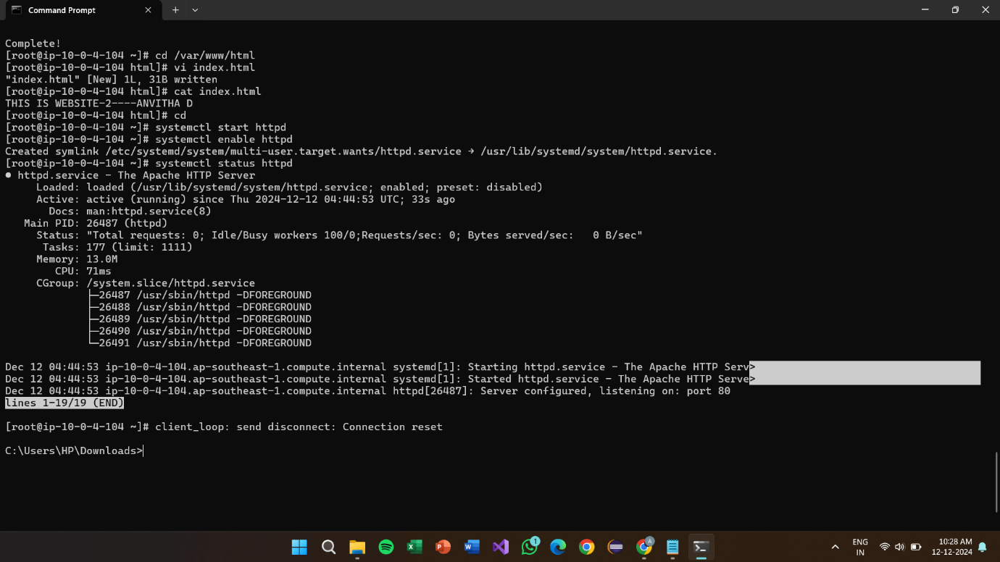 Command Prompt
Complete!
[root@ip-10-0-4-104 ~]# cd /var/www/html
[root@ip-10-0-4-104 html]# vi index.html
"index.html" [New] 1L, 31B written
[root@ip-10-0-4-104 html]# cat index.html
THIS IS WEBSITE-2----ANVITHA D
[root@ip-10-0-4-104 html]# cd
[root@ip-10-0-4-104 ~]# systemctl start httpd
[root@ip-10-0-4-104 ~]# systemctl enable httpd
Created symlink /etc/systemd/system/multi-user.target.wants/httpd.service → /usr/lib/systemd/system/httpd.service.
[root@ip-10-0-4-104 ~]# systemctl status httpd
● httpd.service - The Apache HTTP Server
Loaded: loaded (/usr/lib/systemd/system/httpd.service; enabled; preset: disabled)
Active: active (running) since Thu 2024-12-12 04:44:53 UTC; 33s ago
Docs: man:httpd.service(8)
Main PID: 26487 (httpd)
Status: "Total requests: 0; Idle/Busy workers 100/0;Requests/sec: 0; Bytes served/sec:   0 B/sec"
Tasks: 177 (limit: 1111)
Memory: 13.0M
CPU: 71ms
CGroup: /system.slice/httpd.service
├─26487 /usr/sbin/httpd -DFOREGROUND
├─26488 /usr/sbin/httpd -DFOREGROUND
├─26489 /usr/sbin/httpd -DFOREGROUND
├─26490 /usr/sbin/httpd -DFOREGROUND
└─26491 /usr/sbin/httpd -DFOREGROUND
Dec 12 04:44:53 ip-10-0-4-104.ap-southeast-1.compute.internal systemd[1]: Starting httpd.service - The Apache HTTP Serv>
Dec 12 04:44:53 ip-10-0-4-104.ap-southeast-1.compute.internal systemd[1]: Started httpd.service - The Apache HTTP Serve>
Dec 12 04:44:53 ip-10-0-4-104.ap-southeast-1.compute.internal httpd[26487]: Server configured, listening on: port 80
lines 1-19/19 (END)
[root@ip-10-0-4-104 ~]# client_loop: send disconnect: Connection reset
C:\Users\HP\Downloads>
1
A
ENG
IN
10:28 AM
12-12-2024